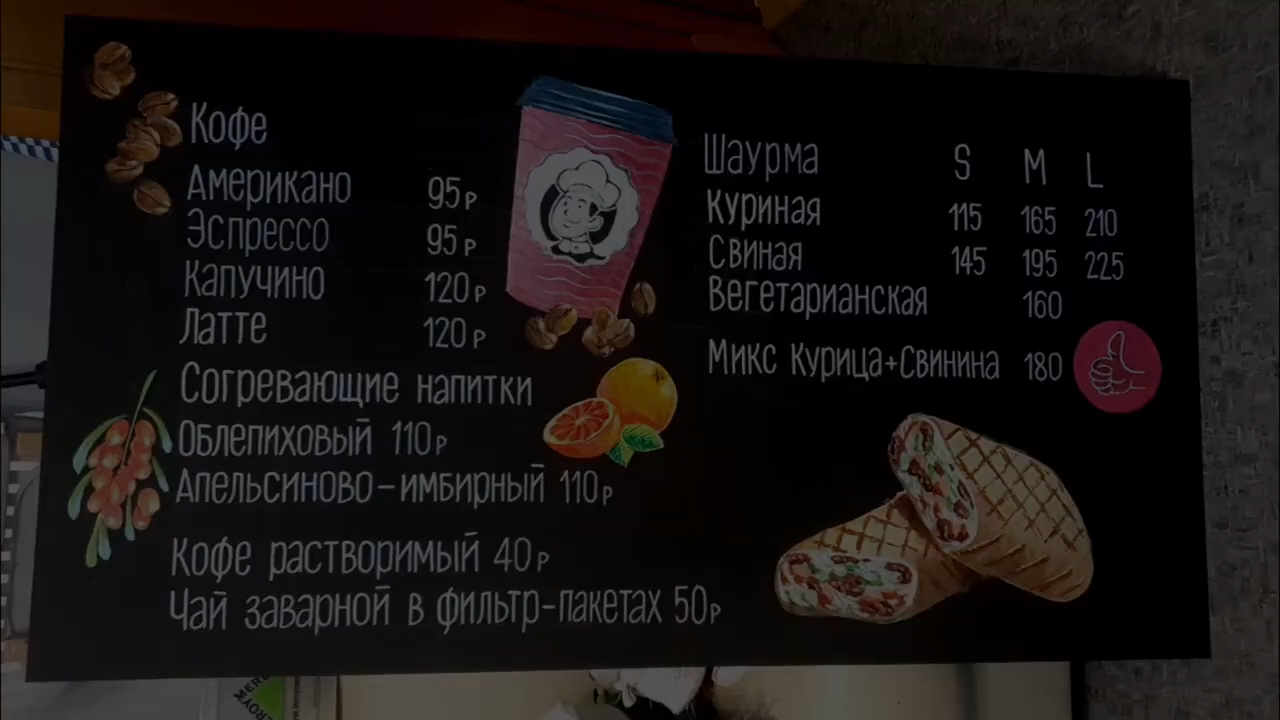 Кофе
Американо 95р
Эспрессо 95р
Капучино 120р
Латте 120р
Согревающие напитки
Облепиховый 110р
Апельсиново-имбирный 110р
Кофе растворимый 40р
Чай заварной в фильтр-пакетах 50р
Шаурма S M L
Куриная 115 165 210
Свиная 145 195 225
Вегетарианская 160
Микс курица+свинина 180